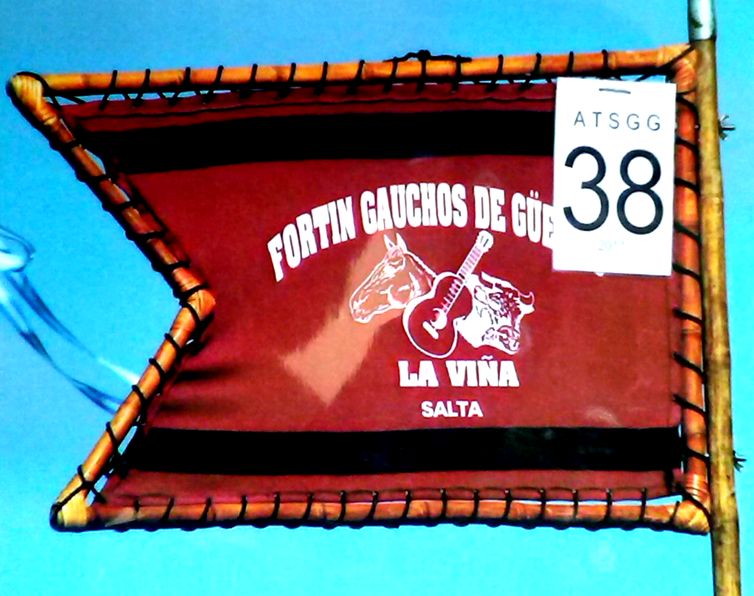 FORTIN GAUCHOS DE GÜE
LA VIÑA
SALTA
ATSGG
38